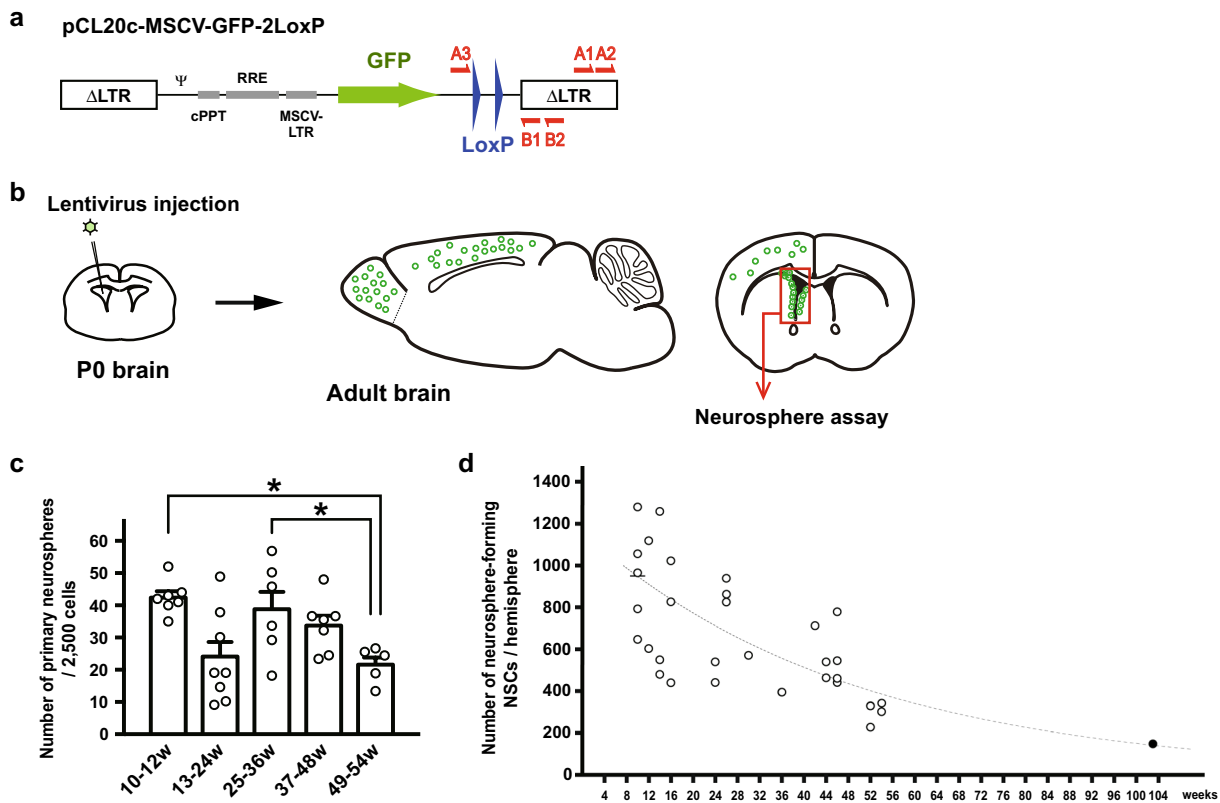 a
pCL20c-MSCV-GFP-2LoxP
ΔLTR
Ψ
cPPT
RRE
MSCV-
LTR
GFP
A3
LoxP
A1 A2
ΔLTR
B1 B2
b
Lentivirus injection
P0 brain
Adult brain
Neurosphere assay
c
Number of primary neurospheres
/ 2,500 cells
60
50
40
30
20
10
0
*
*
10-12w
13-24w
25-36w
37-48w
49-54w
d
Number of neurosphere-forming
NSCs / hemisphere
1400
1200
1000
800
600
400
200
0
4 8 12 16 20 24 28 32 36 40 44 48 52 56 60 64 68 72 76 80 84 88 92 96 100 104 weeks